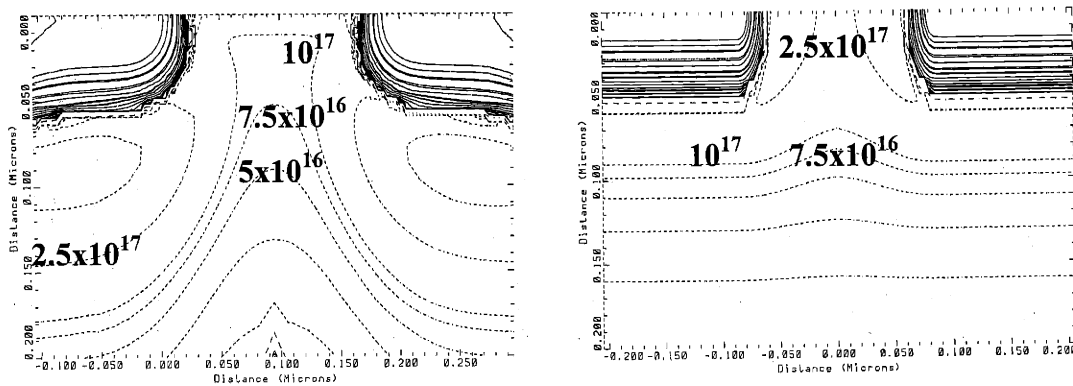 0.000
0.050
0.100
0.150
0.200
Distance (Microns)
10^17
7.5x10^16
5x10^16
2.5x10^17
-0.100 -0.050 0.000 0.050 0.100 0.150 0.200 0.250
Distance (Microns)
0.000
0.050
0.100
0.150
0.200
Distance (Microns)
2.5x10^17
10^17 7.5x10^16
-0.200 -0.150 -0.100 -0.050 0.000 0.050 0.100 0.150 0.200
Distance (Microns)